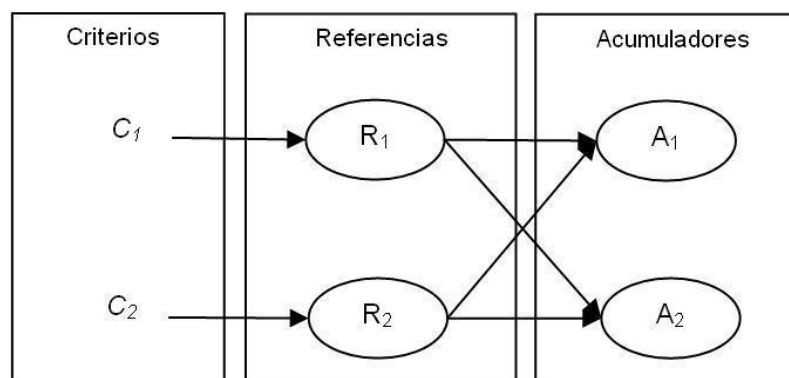 Criterios Referencias Acumuladores
C₁ R₁ A₁
C₂ R₂ A₂